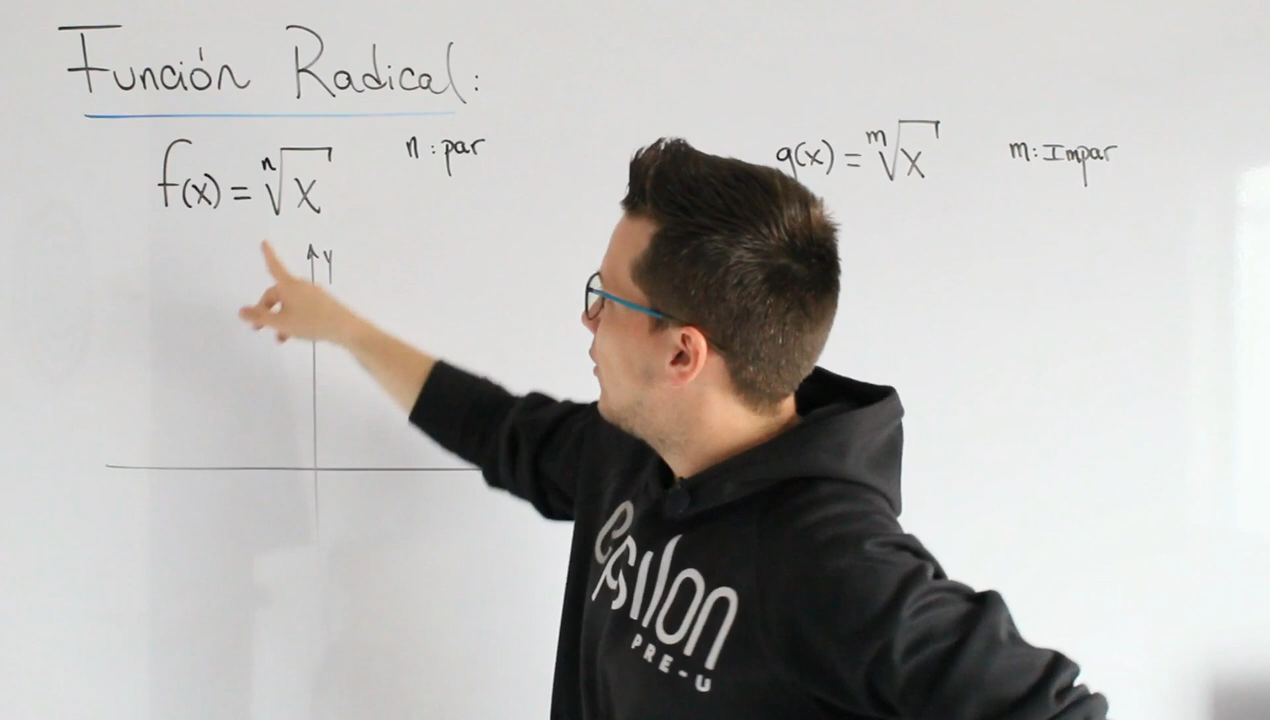 Función Radical:
f(x) = ⁿ√x n : par
g(x) = ᵐ√x m: Impar
y
epsilon
PRE-U